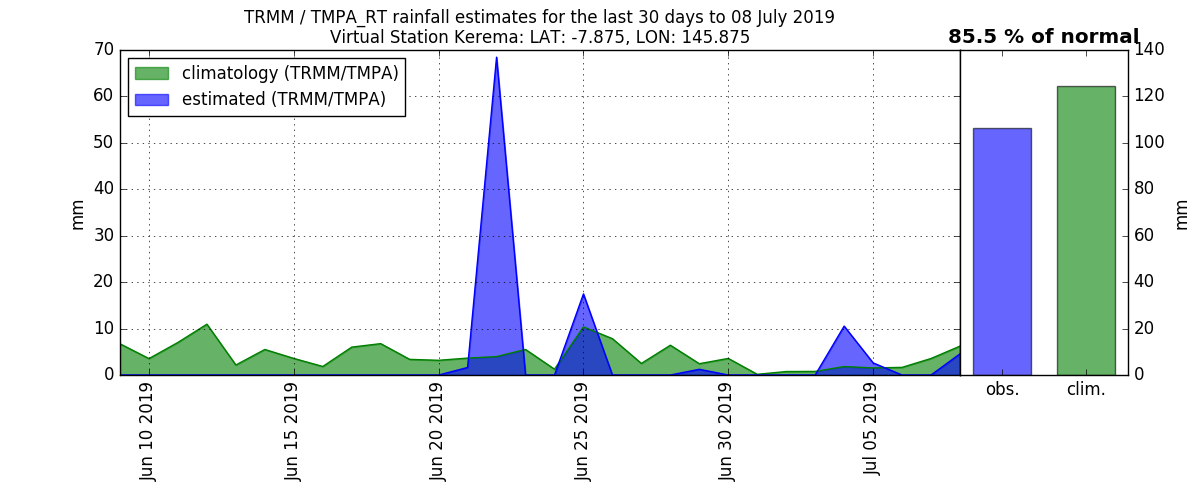 TRMM / TMPA_RT rainfall estimates for the last 30 days to 08 July 2019
Virtual Station Kerema: LAT: -7.875, LON: 145.875
85.5 % of normal
climatology (TRMM/TMPA)
estimated (TRMM/TMPA)
70
60
50
40
30
20
10
0
mm
Jun 10 2019
Jun 15 2019
Jun 20 2019
Jun 25 2019
Jun 30 2019
Jul 05 2019
140
120
100
80
60
40
20
0
mm
obs.
clim.